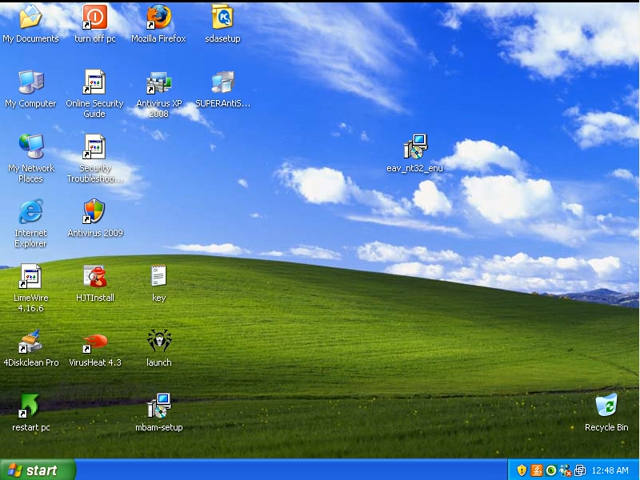 My Documents
turn off pc
Mozilla Firefox
sdasetup
My Computer
Online Security
Guide
Antivirus XP
2008
SUPERAntiS...
My Network
Places
Security
Troubleshoo...
eav_nt32_enu
Internet
Explorer
Antivirus 2009
LimeWire
4.16.6
HJTInstall
key
4Diskclean Pro
VirusHeat 4.3
launch
restart pc
mbam-setup
Recycle Bin
start
12:48 AM